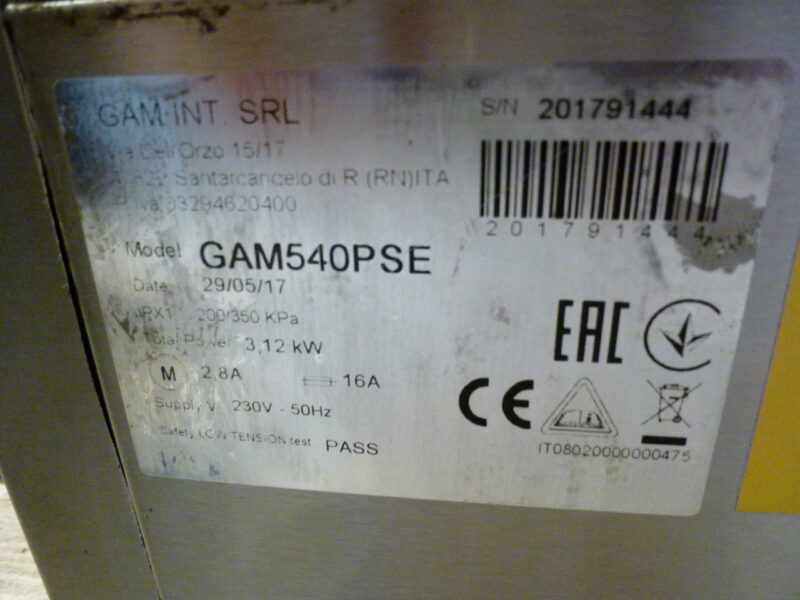 GAM INT. SRL
Via Dell'Orzo 15/17
Santarcangelo di R (RN)ITA
P.Iva 03294620400
S/N 201791444
201791444
Model GAM540PSE
Date 29/05/17
IPX1 200/350 KPa
Total Power 3,12 kW
M 2,8A 16A
Supply V 230V - 50Hz
Safety LOW TENSION test PASS
EAC
CE
IT08020000000475